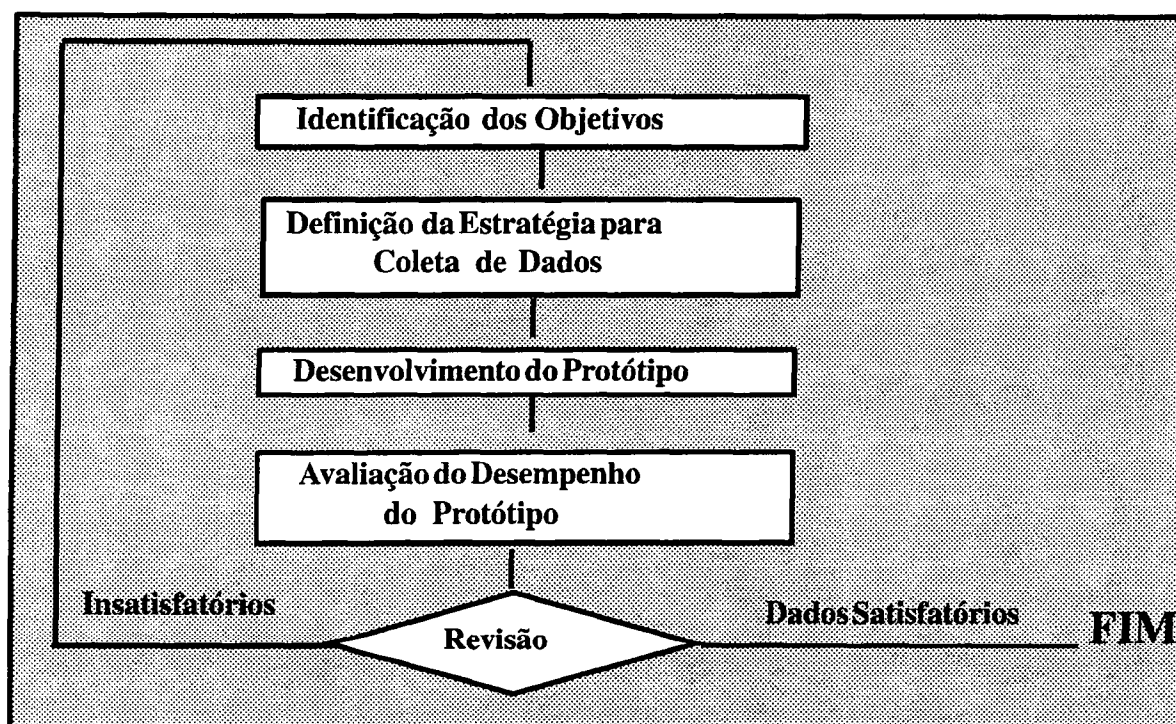 Identificação dos Objetivos
Definição da Estratégia para
Coleta de Dados
Desenvolvimento do Protótipo
Avaliação do Desempenho
do Protótipo
Insatisfatórios
Revisão
Dados Satisfatórios
FIM